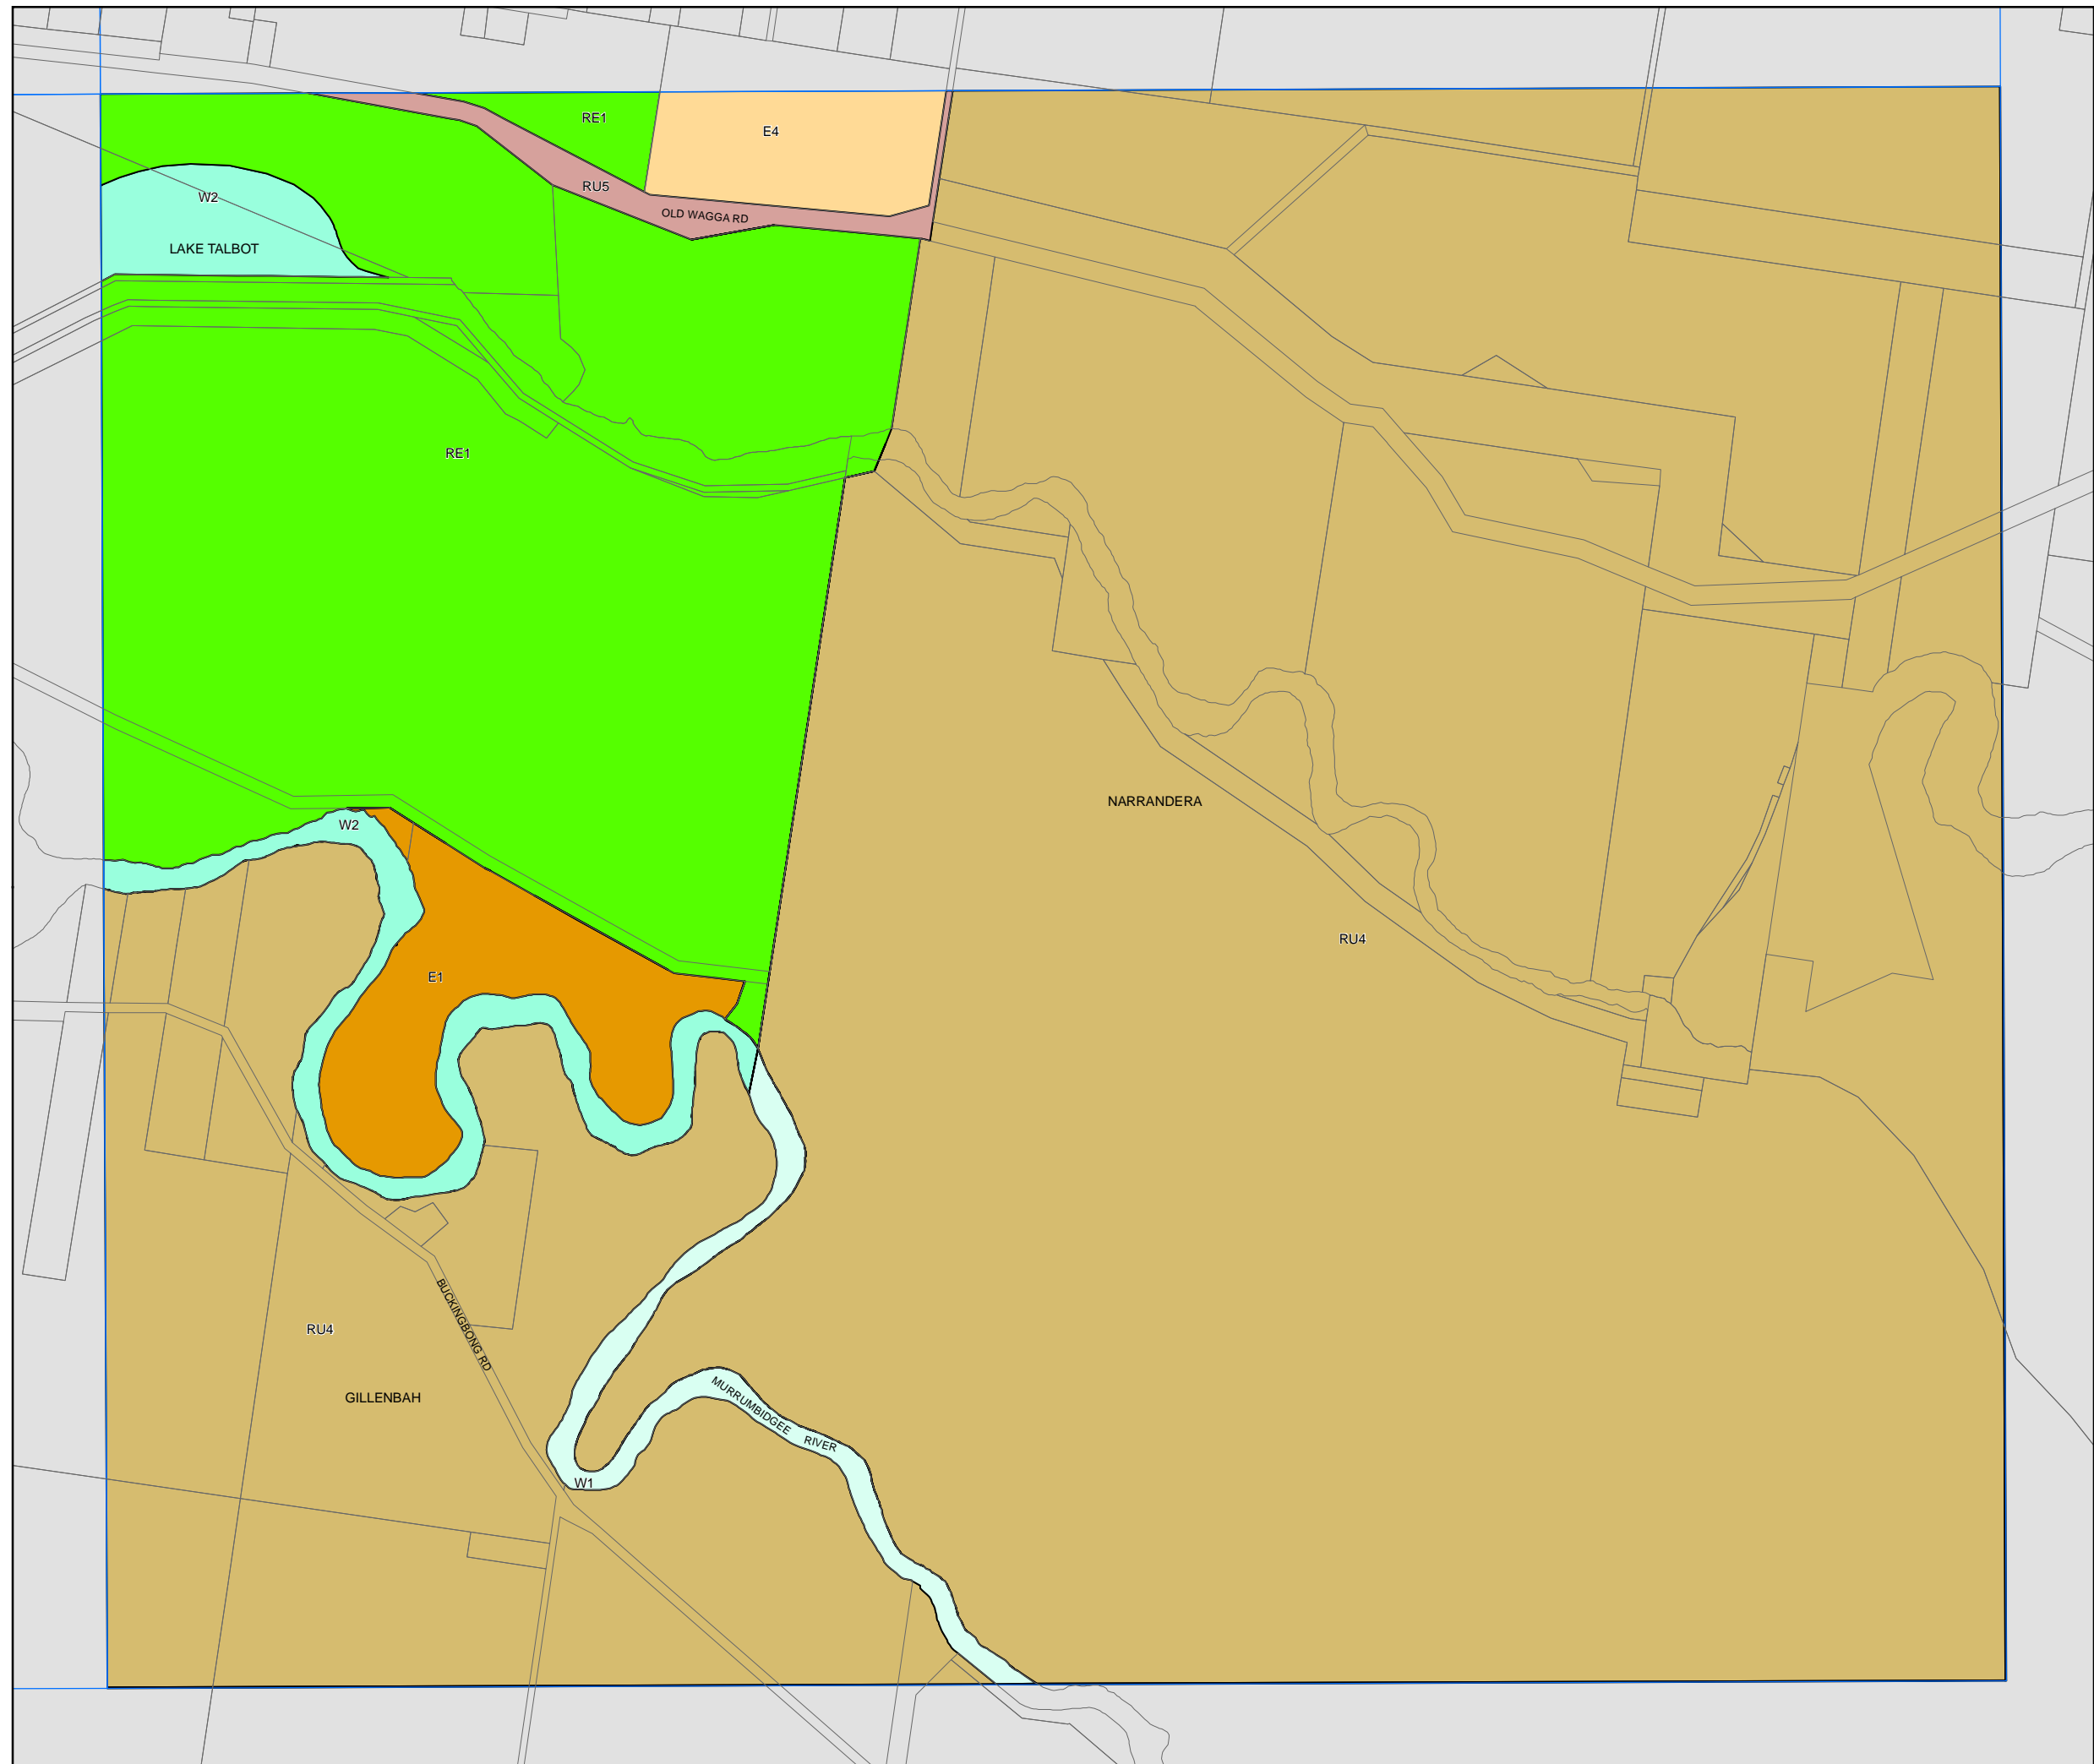 RE1
E4
RU5
OLD WAGGA RD
W2
LAKE TALBOT
RE1
NARRANDERA
W2
RU4
E1
BUCKINGBONG RD
RU4
GILLENBAH
MURRUMBIDGEE RIVER
W1